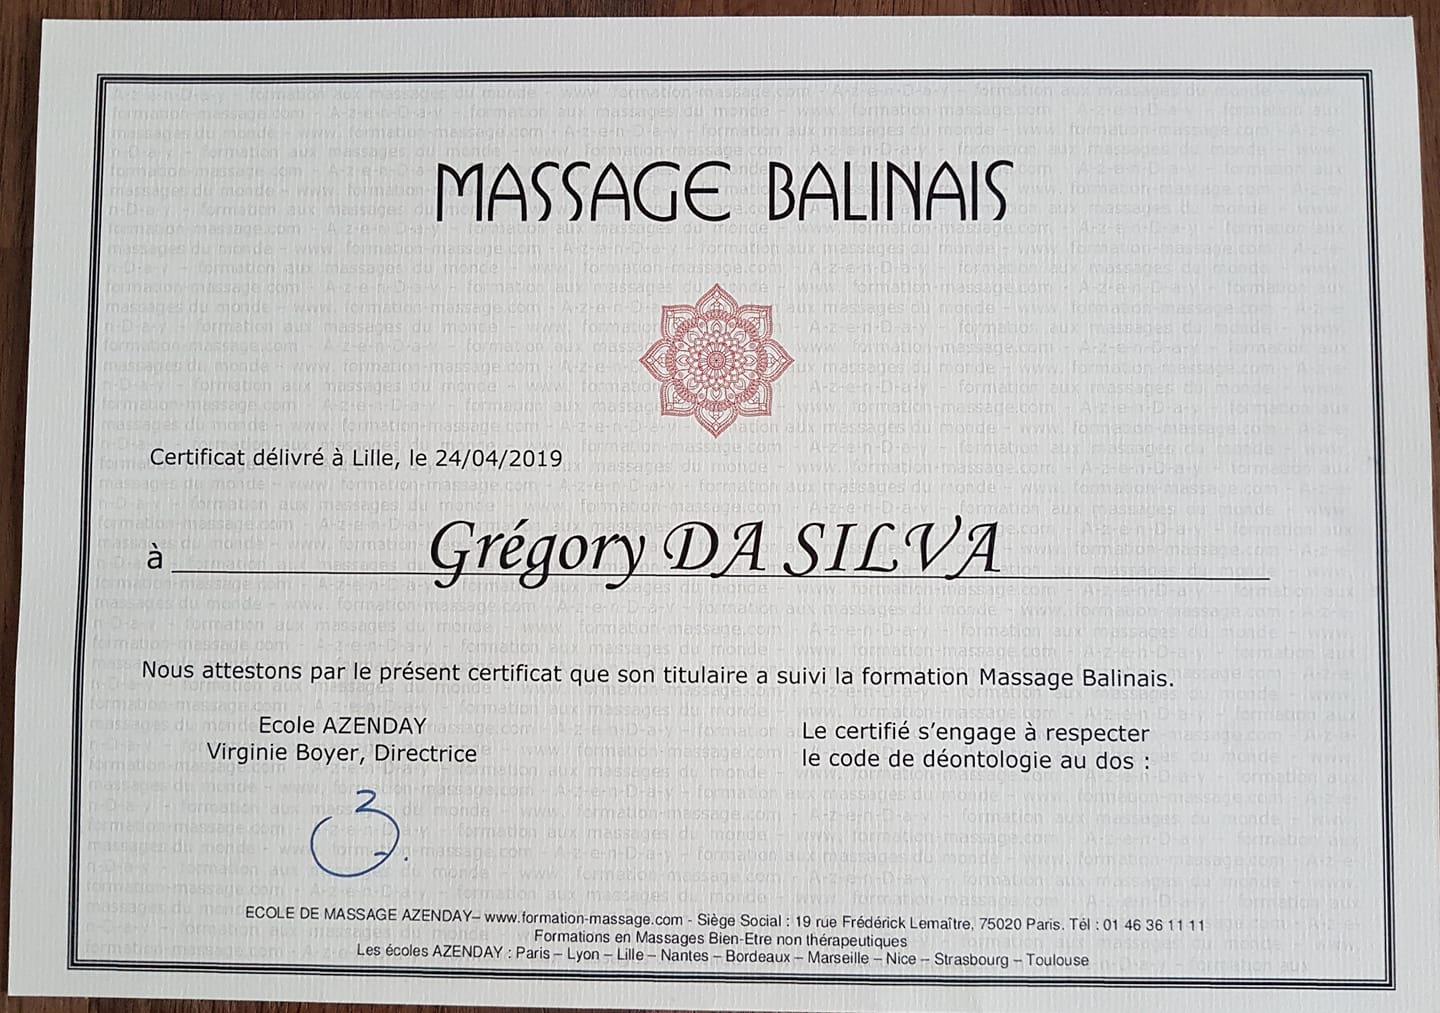 MASSAGE BALINAIS
Certificat délivré à Lille, le 24/04/2019
à Grégory DA SILVA
Nous attestons par le présent certificat que son titulaire a suivi la formation Massage Balinais.
Ecole AZENDAY
Virginie Boyer, Directrice
Le certifié s'engage à respecter
le code de déontologie au dos :
ECOLE DE MASSAGE AZENDAY– www.formation-massage.com - Siège Social : 19 rue Frédérick Lemaître, 75020 Paris. Tél : 01 46 36 11 11
Formations en Massages Bien-Etre non thérapeutiques
Les écoles AZENDAY : Paris – Lyon – Lille – Nantes – Bordeaux – Marseille – Nice – Strasbourg – Toulouse